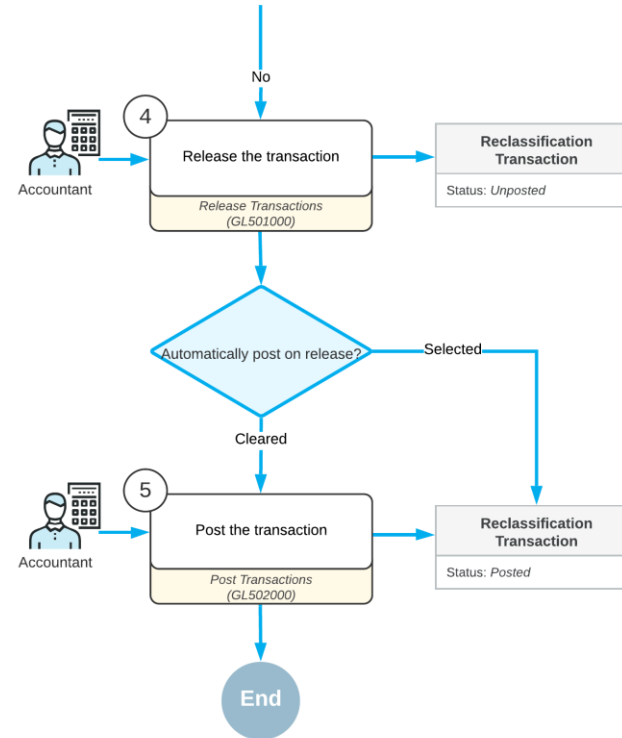 No
4
Release the transaction
Accountant
Release Transactions
(GL501000)
Reclassification
Transaction
Status: Unposted
Automatically post on release?
Selected
Cleared
5
Post the transaction
Accountant
Post Transactions
(GL502000)
Reclassification
Transaction
Status: Posted
End